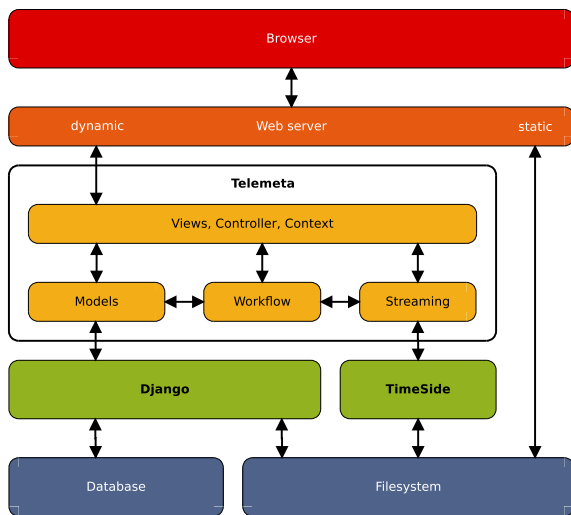 Browser
dynamic Web server static
Telemeta
Views, Controller, Context
Models Workflow Streaming
Django TimeSide
Database Filesystem